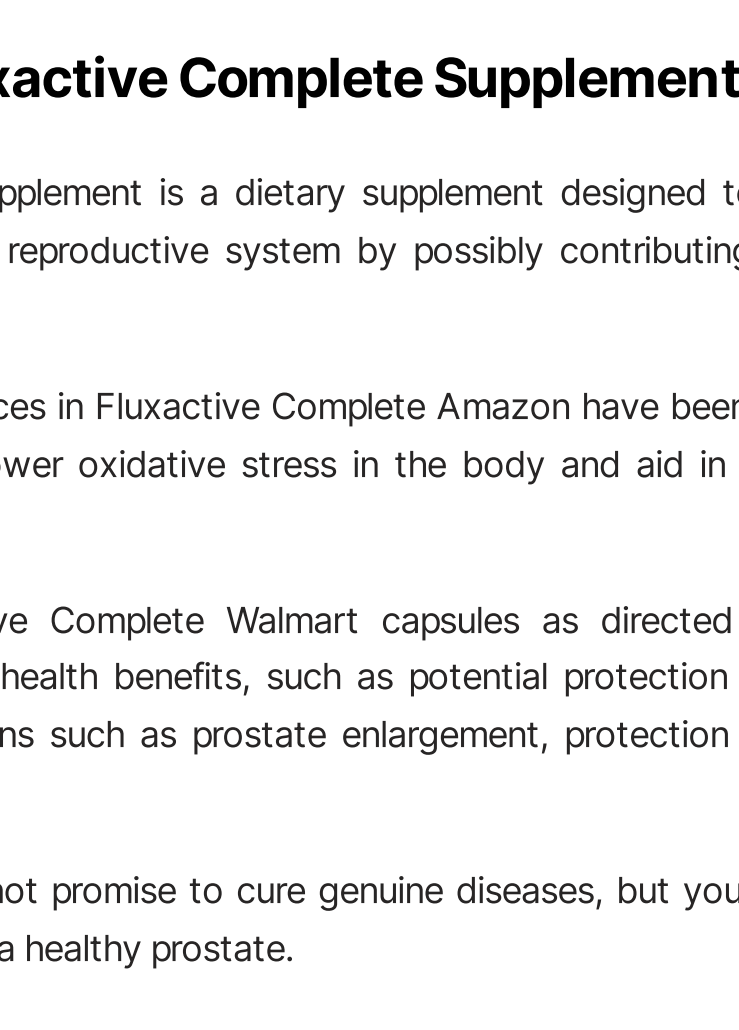 xactive Complete Supplement
pplement is a dietary supplement designed t
reproductive system by possibly contributing
ces in Fluxactive Complete Amazon have been
ower oxidative stress in the body and aid in
ve Complete Walmart capsules as directed
health benefits, such as potential protection
ns such as prostate enlargement, protection
not promise to cure genuine diseases, but you
a healthy prostate.